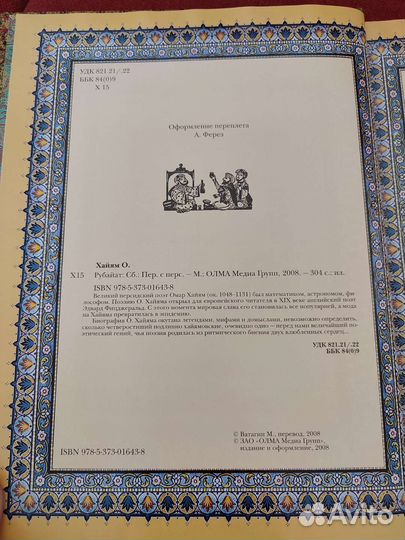 УДК 821.21/.22
ББК 84(0)9
Х 15
Оформление переплета
А. Ферез
Хайям О.
Х15 Рубайат: Сб.: Пер. с перс. – М.: ОЛМА Медиа Групп, 2008. – 304 с.: ил.
ISBN 978-5-373-01643-8
Великий персидский поэт Омар Хайям (ок. 1048–1131) был математиком, астрономом, фи-
лософом. Поэзию О. Хайяма открыл для европейского читателя в XIX веке английский поэт
Эдвард Фицджеральд. С этого момента мировая слава его становилась все популярней, а мода
на Хайяма превратилась в эпидемию.
Биография О. Хайяма окутана легендами, мифами и домыслами, невозможно определить,
сколько четверостиший подлинно хайямовские, очевидно одно – перед нами величайший по-
этический гений, чья поэзия родилась из ритмического биения двух влюбленных сердец...
УДК 821.21/.22
ББК 84(0)9
© Ватагин М., перевод, 2008
© ЗАО «ОЛМА Медиа Групп»,
издание и оформление, 2008
ISBN 978-5-373-01643-8
Avito